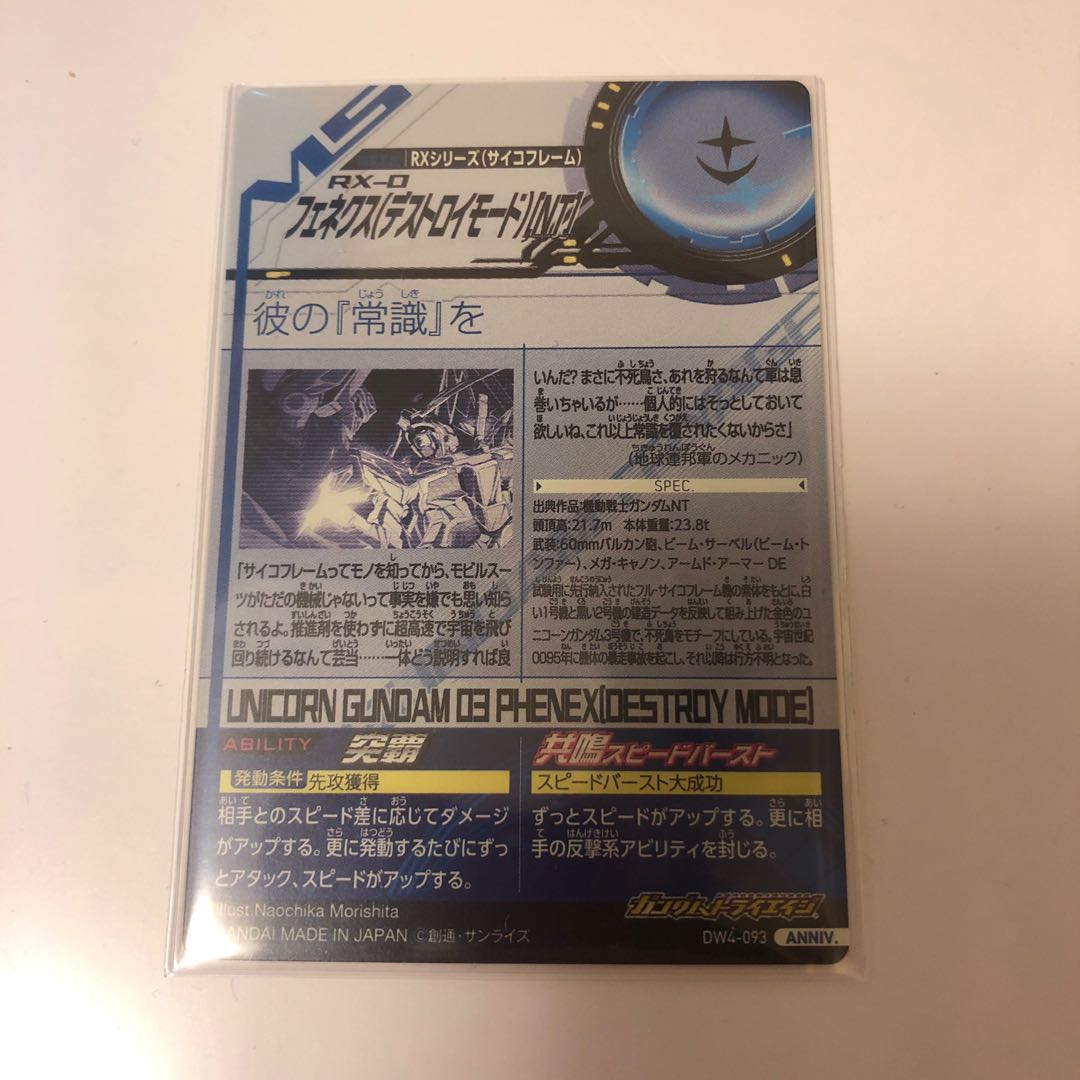 MS
RXシリーズ(サイコフレーム)
RX-0
フェネクス(デストロイモード)[NT]
彼の『常識』を
「サイコフレームってモノを知ってから、モビルスー
ツがただの機械じゃないって事実を嫌でも思い知ら
されるよ。推進剤を使わずに超高速で宇宙を飛び
回り続けるなんて芸当……一体どう説明すれば良
いんだ?まさに不死鳥さ、あれを狩るなんて軍は息
巻いちゃいるが……個人的にはそっとしておいて
欲しいね、これ以上常識を覆されたくないからさ」
(地球連邦軍のメカニック)
SPEC.
出典作品:機動戦士ガンダムNT
頭頂高:21.7m 本体重量:23.8t
武装:60mmバルカン砲、ビーム・サーベル(ビーム・ト
ンファー)、メガ・キャノン、アームド・アーマー DE
試験用に先行納入されたフル・サイコフレーム機の素体をもとに、白
い1号機と黒い2号機の建造データを反映して組み上げた金色のユ
ニコーンガンダム3号機で、不死鳥をモチーフにしている。宇宙世紀
0095年に機体の暴走事故を起こし、それ以降は行方不明となった。
UNICORN GUNDAM 03 PHENEX(DESTROY MODE)
ABILITY 突覇
発動条件 先攻獲得
相手とのスピード差に応じてダメージ
がアップする。更に発動するたびにずっ
とアタック、スピードがアップする。
共鳴スピードバースト
スピードバースト大成功
ずっとスピードがアップする。更に相
手の反撃系アビリティを封じる。
Illust Naochika Morishita
BANDAI MADE IN JAPAN ©創通・サンライズ
ガンダムトライエイジ
DW4-093 ANNIV.